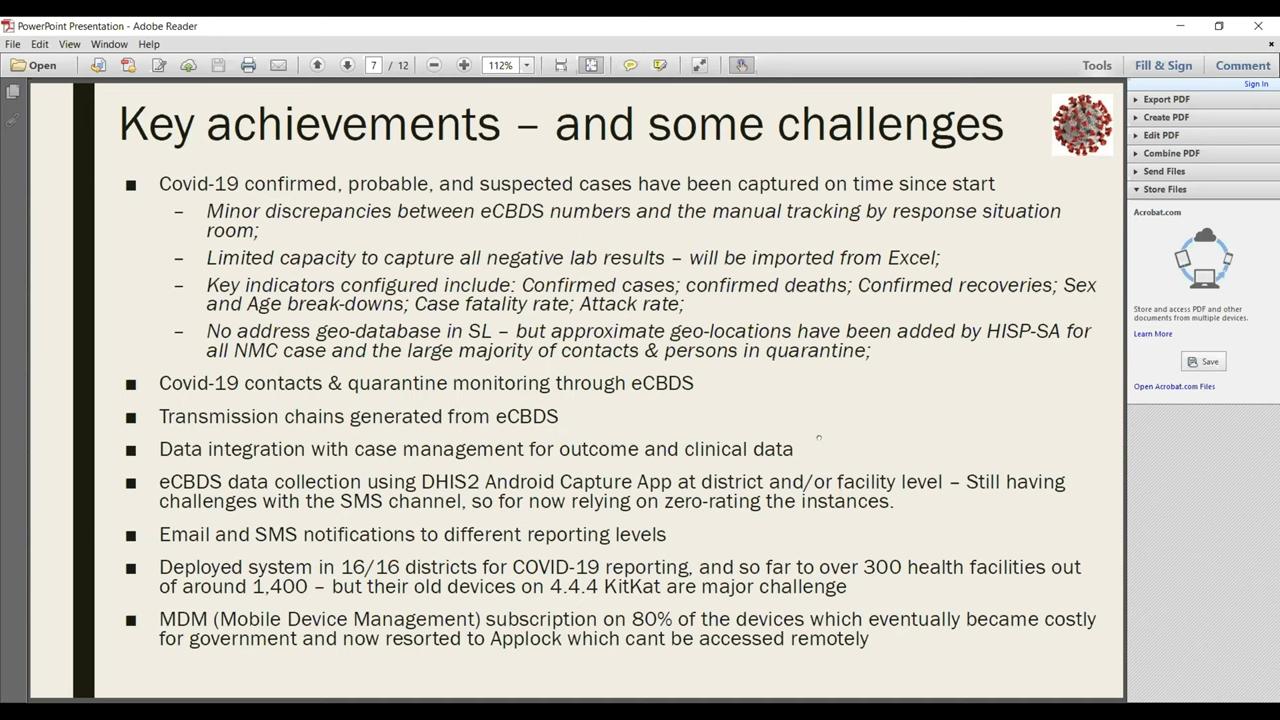 PowerPoint Presentation - Adobe Reader
File Edit View Window Help
Open 7 / 12 112% Tools Fill & Sign Comment
Sign In
Key achievements – and some challenges
■ Covid-19 confirmed, probable, and suspected cases have been captured on time since start
– Minor discrepancies between eCBDS numbers and the manual tracking by response situation
room;
– Limited capacity to capture all negative lab results – will be imported from Excel;
– Key indicators configured include: Confirmed cases; confirmed deaths; Confirmed recoveries; Sex
and Age break-downs; Case fatality rate; Attack rate;
– No address geo-database in SL – but approximate geo-locations have been added by HISP-SA for
all NMC case and the large majority of contacts & persons in quarantine;
■ Covid-19 contacts & quarantine monitoring through eCBDS
■ Transmission chains generated from eCBDS
■ Data integration with case management for outcome and clinical data
■ eCBDS data collection using DHIS2 Android Capture App at district and/or facility level – Still having
challenges with the SMS channel, so for now relying on zero-rating the instances.
■ Email and SMS notifications to different reporting levels
■ Deployed system in 16/16 districts for COVID-19 reporting, and so far to over 300 health facilities out
of around 1,400 – but their old devices on 4.4.4 KitKat are major challenge
■ MDM (Mobile Device Management) subscription on 80% of the devices which eventually became costly
for government and now resorted to Applock which cant be accessed remotely
Export PDF
Create PDF
Edit PDF
Combine PDF
Send Files
Store Files
Acrobat.com
Store and access PDF and other
documents from multiple devices.
Learn More
Save
Open Acrobat.com Files